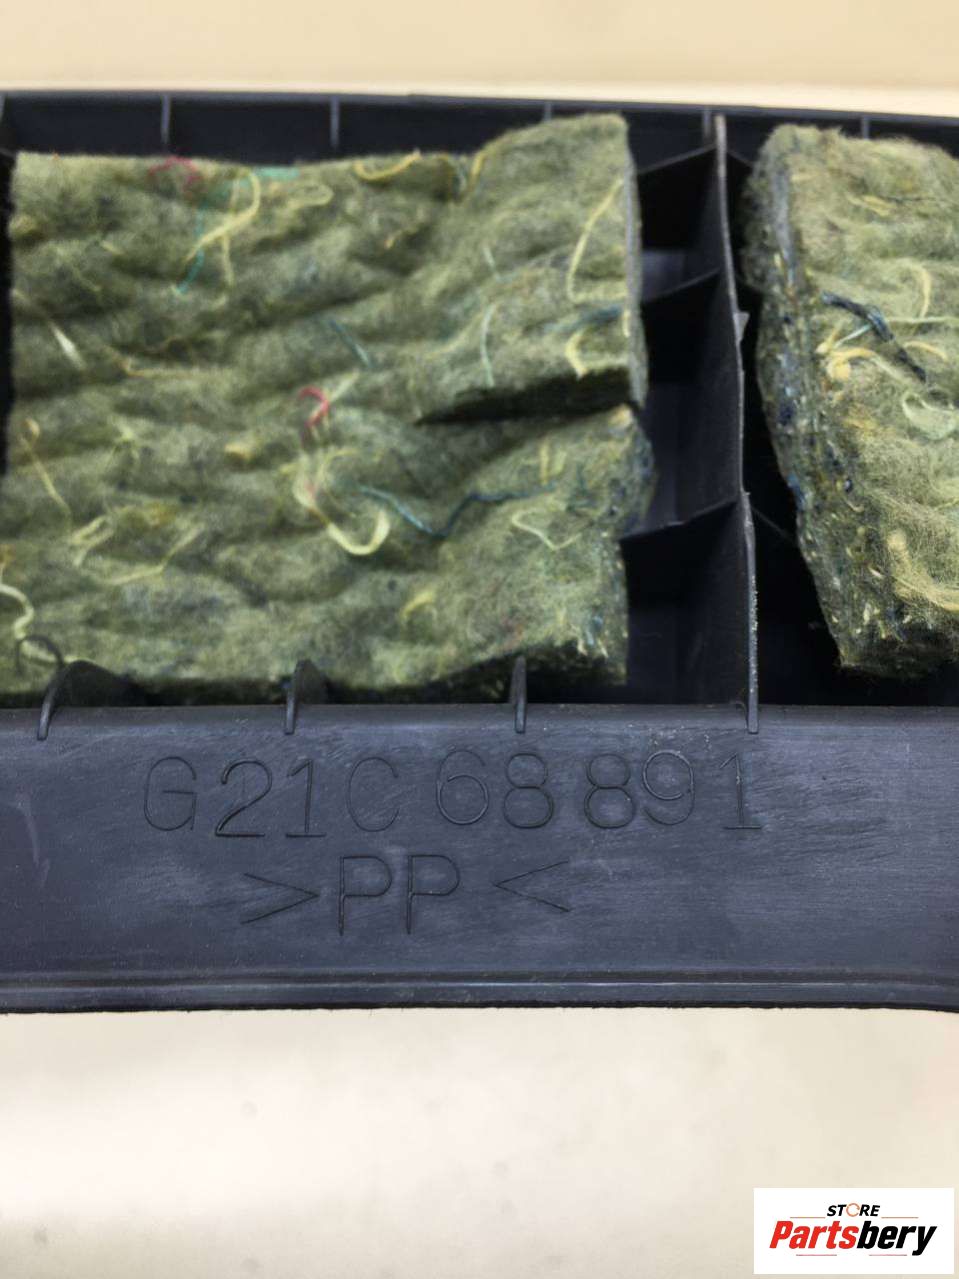 G21C 68 891
>PP<
STORE
Partsbery